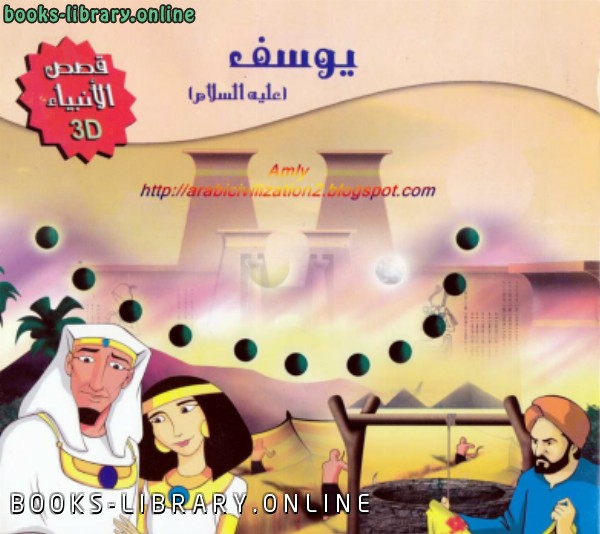 books-library.online
قصص
الأنبياء
3D
يوسف
(عليه السلام)
Amly
http://arabicivilization2.blogspot.com
BOOKS-LIBRARY.ONLINE